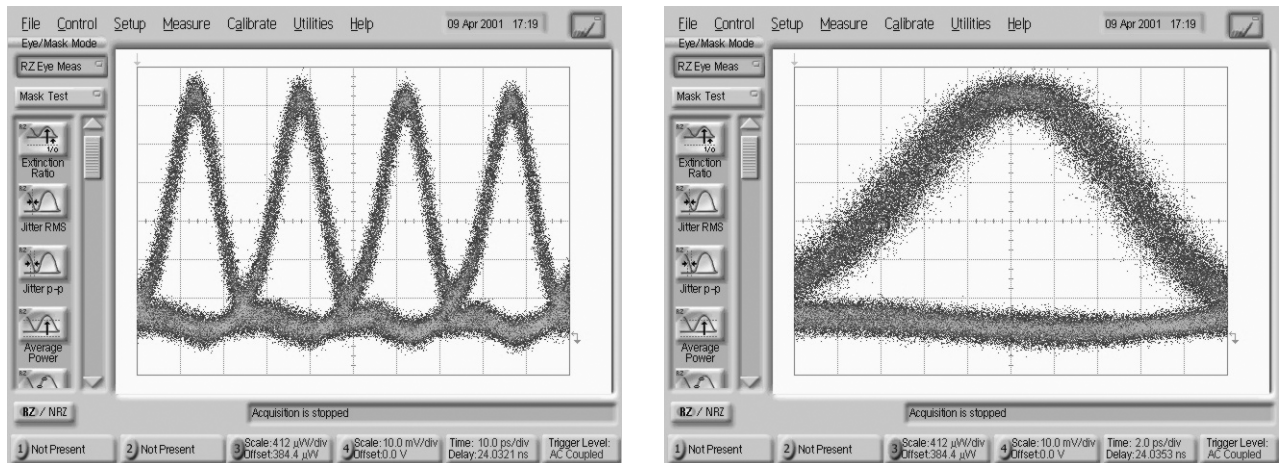 File Control Setup Measure Calibrate Utilities Help 09 Apr 2001 17:19
Eye/Mask Mode
RZ Eye Meas
Mask Test
Extinction
Ratio
Jitter RMS
Jitter p-p
Average
Power
RZ / NRZ
Acquisition is stopped
1 Not Present
2 Not Present
3 Scale:412 µW/div
Offset:384.4 µW
4 Scale:10.0 mV/div
Offset:0.0 V
Time: 10.0 ps/div
Delay:24.0321 ns
Trigger Level:
AC Coupled
File Control Setup Measure Calibrate Utilities Help 09 Apr 2001 17:19
Eye/Mask Mode
RZ Eye Meas
Mask Test
Extinction
Ratio
Jitter RMS
Jitter p-p
Average
Power
RZ / NRZ
Acquisition is stopped
1 Not Present
2 Not Present
3 Scale:412 µW/div
Offset:384.4 µW
4 Scale:10.0 mV/div
Offset:0.0 V
Time: 2.0 ps/div
Delay:24.0353 ns
Trigger Level:
AC Coupled